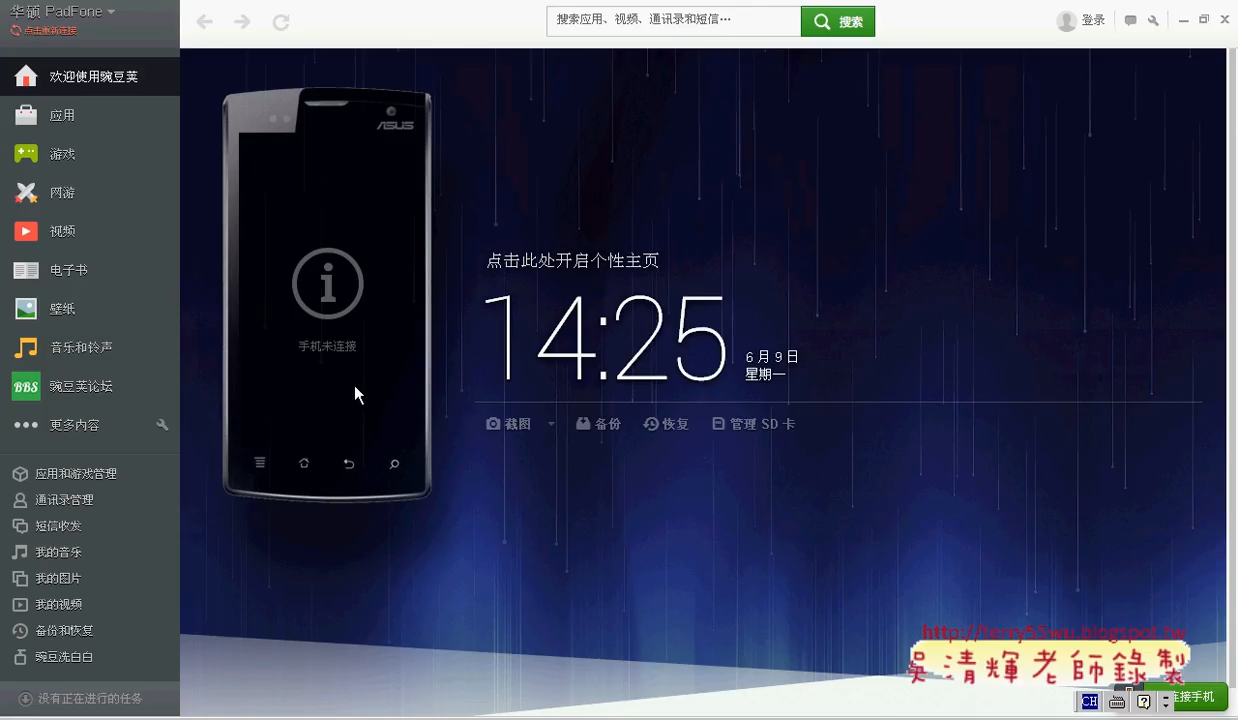 华硕 PadFone
点击重新连接
搜索应用、视频、通讯录和短信…
搜索
登录
欢迎使用豌豆荚
应用
游戏
网游
视频
电子书
壁纸
音乐和铃声
BBS 豌豆荚论坛
更多内容
应用和游戏管理
通讯录管理
短信收发
我的音乐
我的图片
我的视频
备份和恢复
豌豆洗白白
没有正在进行的任务
ASUS
手机未连接
点击此处开启个性主页
14:25
6 月 9 日
星期一
截图
备份
恢复
管理 SD 卡
http://terry55wu.blogspot.tw
吳清輝老師錄製
CH
连接手机